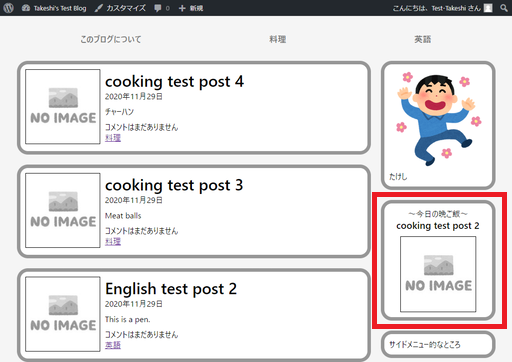 Takeshi's Test Blog カスタマイズ 0 新規 こんにちは、Test-Takeshi さん
このブログについて 料理 英語
cooking test post 4
2020年11月29日
チャーハン
コメントはまだありません
料理
NO IMAGE
cooking test post 3
2020年11月29日
Meat balls
コメントはまだありません
料理
NO IMAGE
English test post 2
2020年11月29日
This is a pen.
コメントはまだありません
英語
NO IMAGE
たけし
～今日の晩ご飯～
cooking test post 2
NO IMAGE
サイドメニュー的なところ